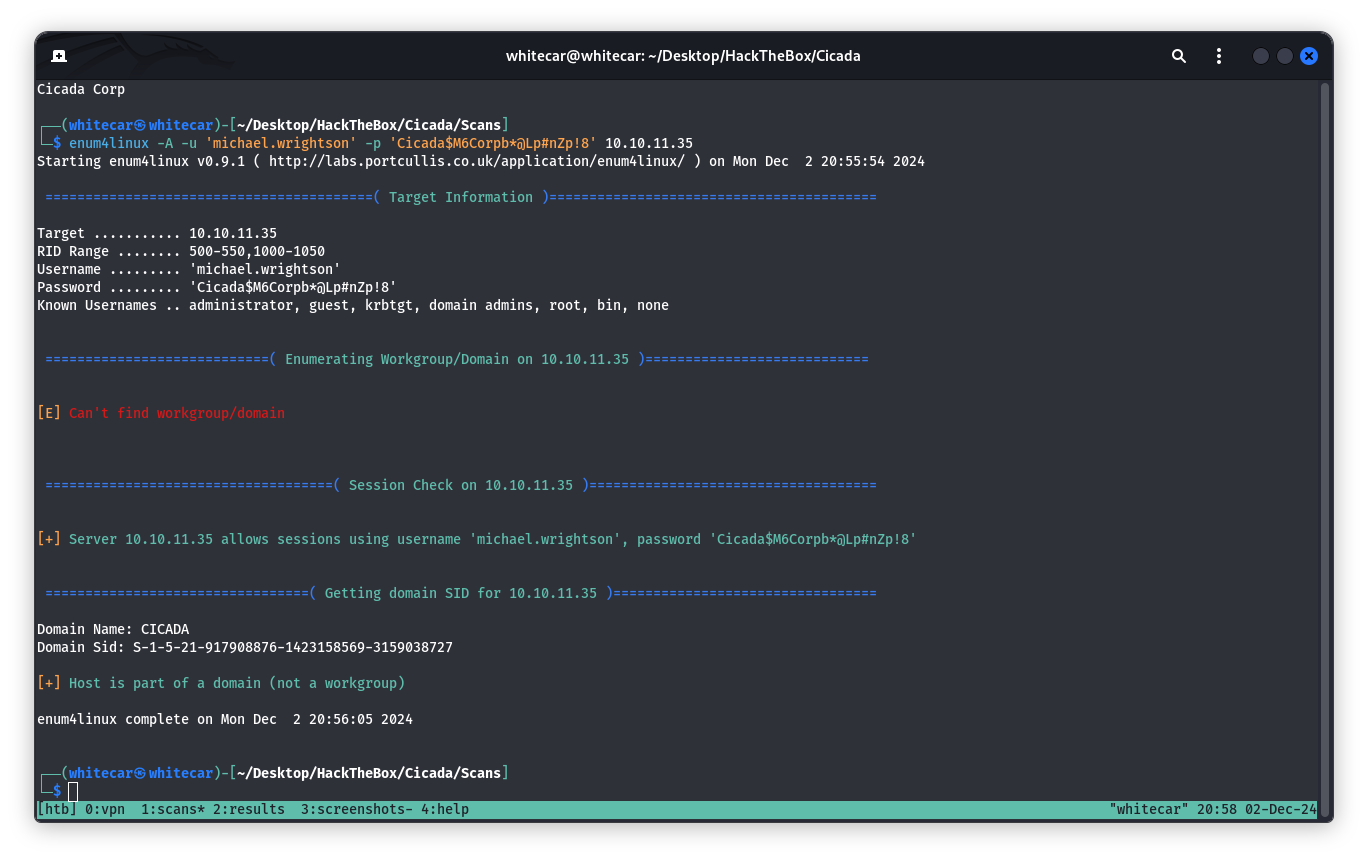 whitecar@whitecar: ~/Desktop/HackTheBox/Cicada
Cicada Corp
┌──(whitecar㉿whitecar)-[~/Desktop/HackTheBox/Cicada/Scans]
└─$ enum4linux -A -u 'michael.wrightson' -p 'Cicada$M6Corpb*@Lp#nZp!8' 10.10.11.35
Starting enum4linux v0.9.1 ( http://labs.portcullis.co.uk/application/enum4linux/ ) on Mon Dec  2 20:55:54 2024
=========================================( Target Information )=========================================
Target ........... 10.10.11.35
RID Range ........ 500-550,1000-1050
Username ......... 'michael.wrightson'
Password ......... 'Cicada$M6Corpb*@Lp#nZp!8'
Known Usernames .. administrator, guest, krbtgt, domain admins, root, bin, none
============================( Enumerating Workgroup/Domain on 10.10.11.35 )============================
[E] Can't find workgroup/domain
====================================( Session Check on 10.10.11.35 )====================================
[+] Server 10.10.11.35 allows sessions using username 'michael.wrightson', password 'Cicada$M6Corpb*@Lp#nZp!8'
=================================( Getting domain SID for 10.10.11.35 )=================================
Domain Name: CICADA
Domain Sid: S-1-5-21-917908876-1423158569-3159038727
[+] Host is part of a domain (not a workgroup)
enum4linux complete on Mon Dec  2 20:56:05 2024
┌──(whitecar㉿whitecar)-[~/Desktop/HackTheBox/Cicada/Scans]
└─$
[htb] 0:vpn  1:scans* 2:results  3:screenshots- 4:help "whitecar" 20:58 02-Dec-24